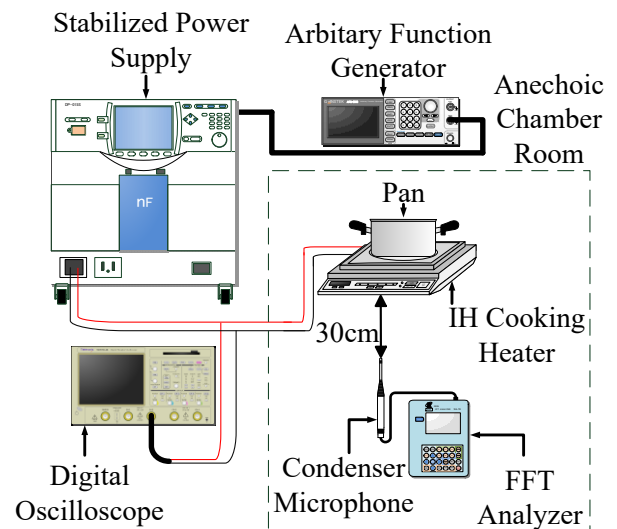 Stabilized Power
Supply
Arbitary Function
Generator
Anechoic
Chamber
Room
nF
Pan
30cm
IH Cooking
Heater
Digital
Oscilloscope
Condenser
Microphone
FFT
Analyzer